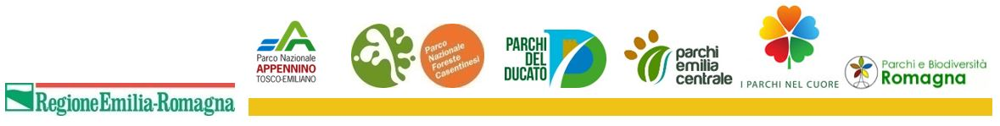 RegioneEmilia-Romagna
Parco Nazionale
APPENNINO
TOSCO-EMILIANO
Parco
Nazionale
Foreste
Casentinesi
PARCHI
DEL
DUCATO
parchi
emilia
centrale
I PARCHI NEL CUORE
Parchi e Biodiversità
Romagna